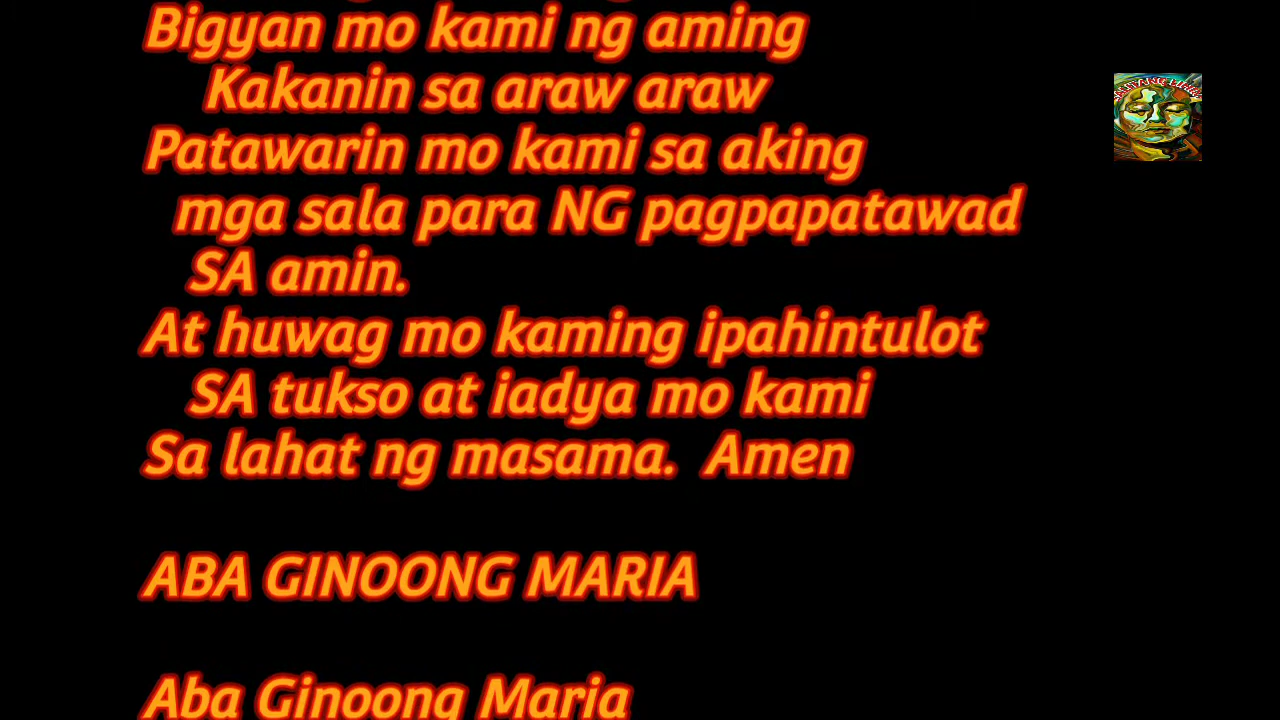 Bigyan mo kami ng aming
Kakanin sa araw araw
Patawarin mo kami sa aking
mga sala para NG pagpapatawad
SA amin.
At huwag mo kaming ipahintulot
SA tukso at iadya mo kami
Sa lahat ng masama. Amen
ABA GINOONG MARIA
Aba Ginoong Maria